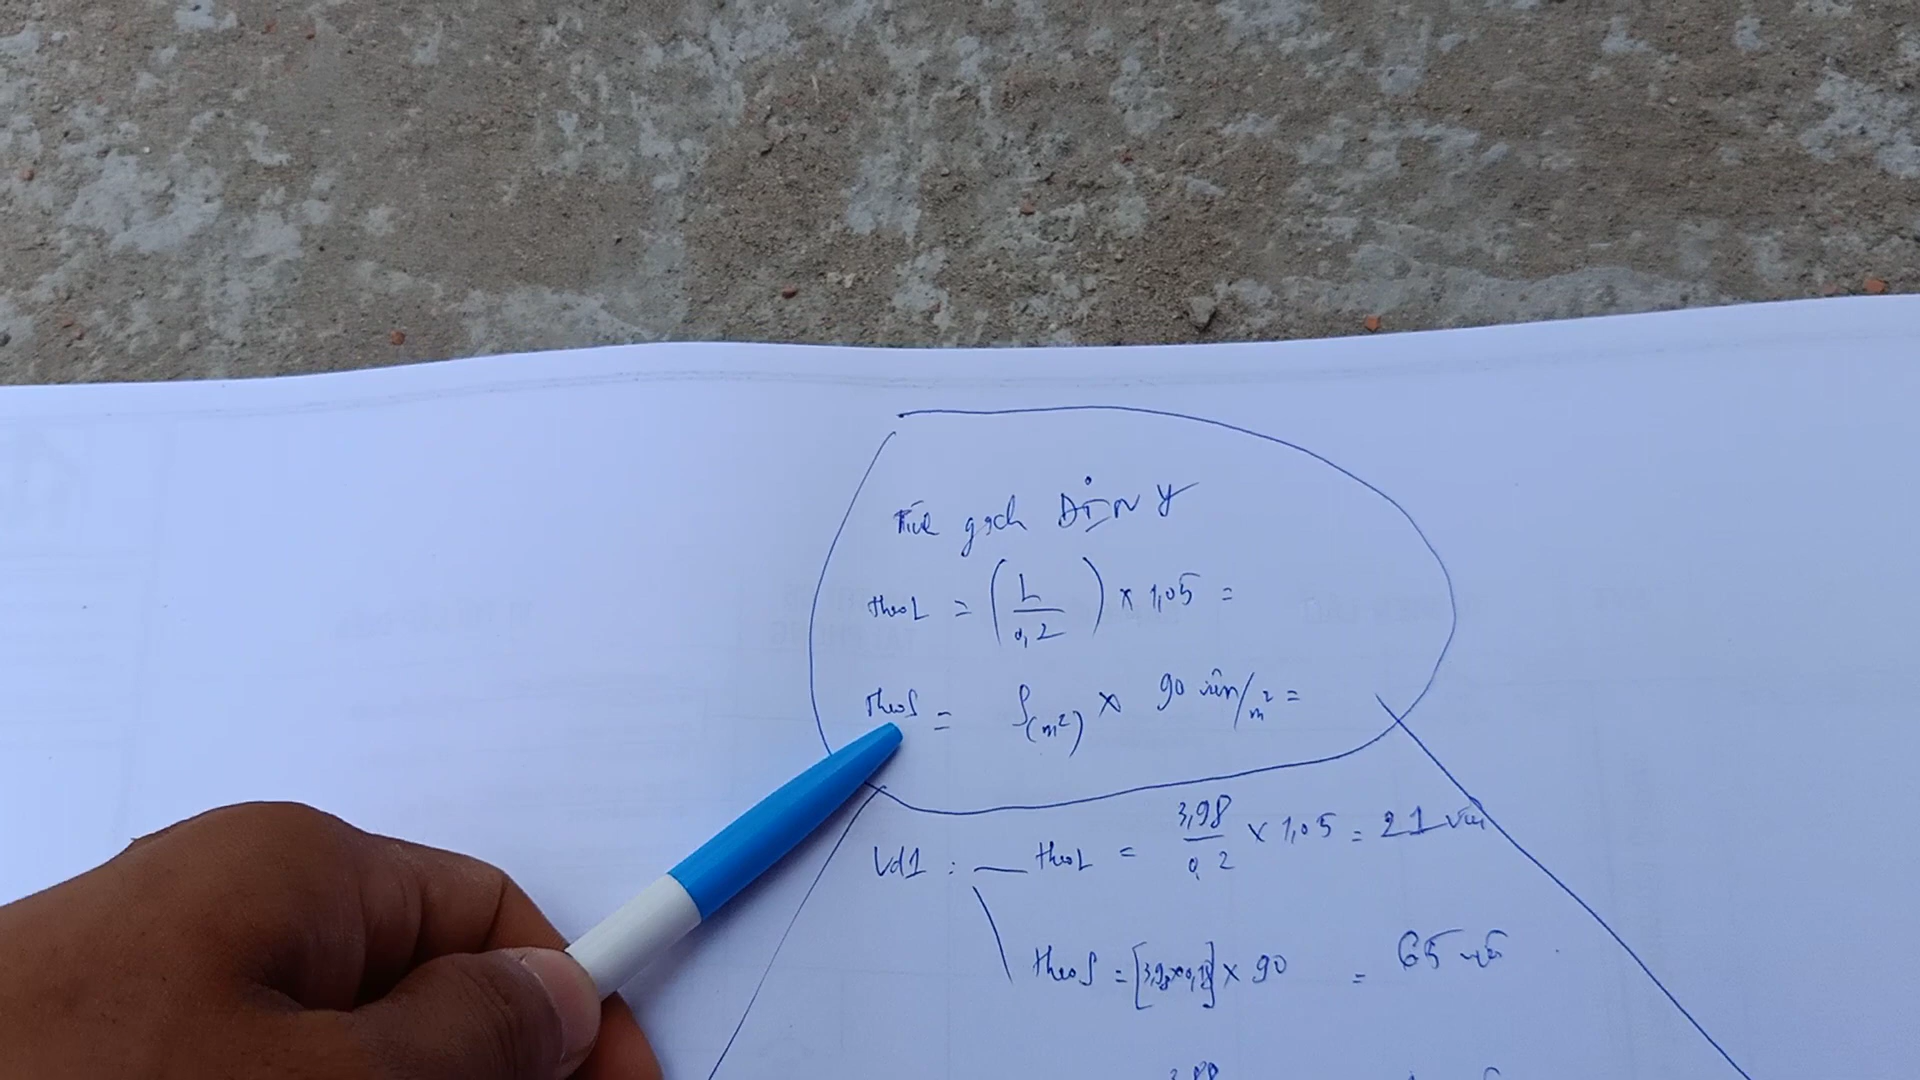 Tính gạch ĐỊNH Ý
theo L = (L / 0,2) × 1,05 =
theo S = S(m²) × 90 viên/m² =
Vd1 : theo L = 3,98 / 0,2 × 1,05 = 21 viên
theo S = [3,98×0,18] × 90 = 65 viên